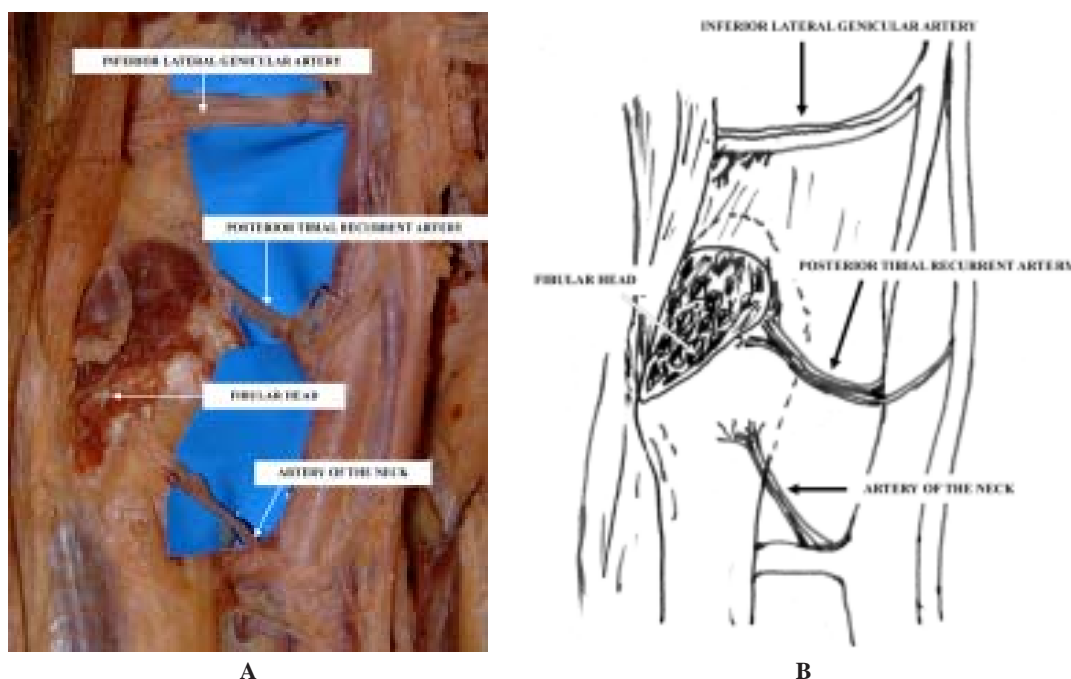 INFERIOR LATERAL GENICULAR ARTERY
POSTERIOR TIBIAL RECURRENT ARTERY
FIBULAR HEAD
ARTERY OF THE NECK
A
INFERIOR LATERAL GENICULAR ARTERY
POSTERIOR TIBIAL RECURRENT ARTERY
FIBULAR HEAD
ARTERY OF THE NECK
B